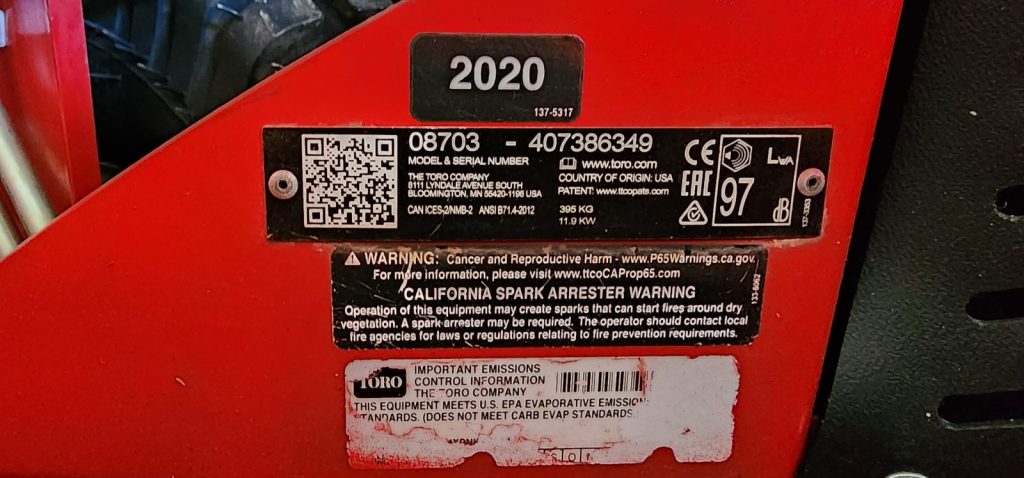 2020
137-5317
08703 - 407386349
MODEL & SERIAL NUMBER
THE TORO COMPANY
8111 LYNDALE AVENUE SOUTH
BLOOMINGTON, MN 55420-1196 USA
CAN ICES-2/NMB-2 ANSI B71.4-2012
www.toro.com
COUNTRY OF ORIGIN: USA
PATENT: www.ttcopats.com
395 KG
11.9 KW
CE
EAC
97
LWA
dB
137-3353
WARNING: Cancer and Reproductive Harm - www.P65Warnings.ca.gov
For more information, please visit www.ttcoCAProp65.com
133-8062
CALIFORNIA SPARK ARRESTER WARNING
Operation of this equipment may create sparks that can start fires around dry
vegetation. A spark arrester may be required. The operator should contact local
fire agencies for laws or regulations relating to fire prevention requirements.
TORO
IMPORTANT EMISSIONS
CONTROL INFORMATION
THE TORO COMPANY
THIS EQUIPMENT MEETS U.S. EPA EVAPORATIVE EMISSION
STANDARDS. (DOES NOT MEET CARB EVAP STANDARDS.